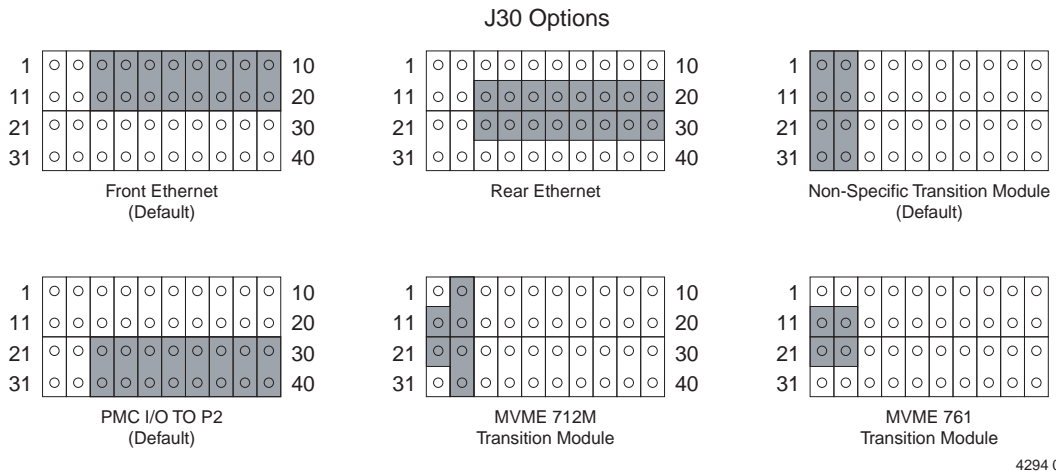 J30 Options
1 10 1 10 1
11 20 11 20 11
21 30 21 30 21
31 40 31 40 31
Front Ethernet
(Default)
Rear Ethernet
Non-Specific Transition Module
(Default)
1 10 1 10 1
11 20 11 20 11
21 30 21 30 21
31 40 31 40 31
PMC I/O TO P2
(Default)
MVME 712M
Transition Module
MVME 761
Transition Module
4294